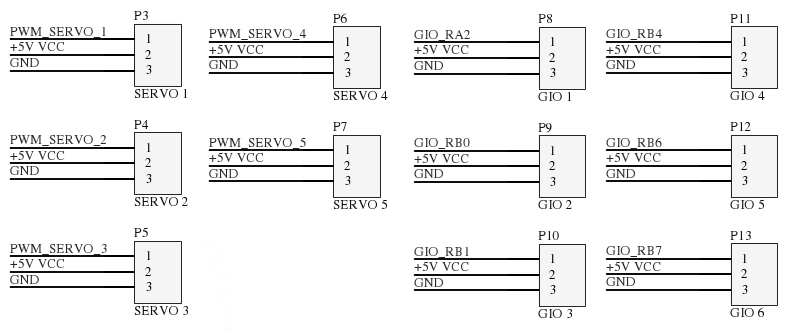 P3
PWM_SERVO_1
1
+5V VCC
2
GND
3
SERVO 1
P6
PWM_SERVO_4
1
+5V VCC
2
GND
3
SERVO 4
P8
GIO_RA2
1
+5V VCC
2
GND
3
GIO 1
P11
GIO_RB4
1
+5V VCC
2
GND
3
GIO 4
P4
PWM_SERVO_2
1
+5V VCC
2
GND
3
SERVO 2
P7
PWM_SERVO_5
1
+5V VCC
2
GND
3
SERVO 5
P9
GIO_RB0
1
+5V VCC
2
GND
3
GIO 2
P12
GIO_RB6
1
+5V VCC
2
GND
3
GIO 5
P5
PWM_SERVO_3
1
+5V VCC
2
GND
3
SERVO 3
P10
GIO_RB1
1
+5V VCC
2
GND
3
GIO 3
P13
GIO_RB7
1
+5V VCC
2
GND
3
GIO 6